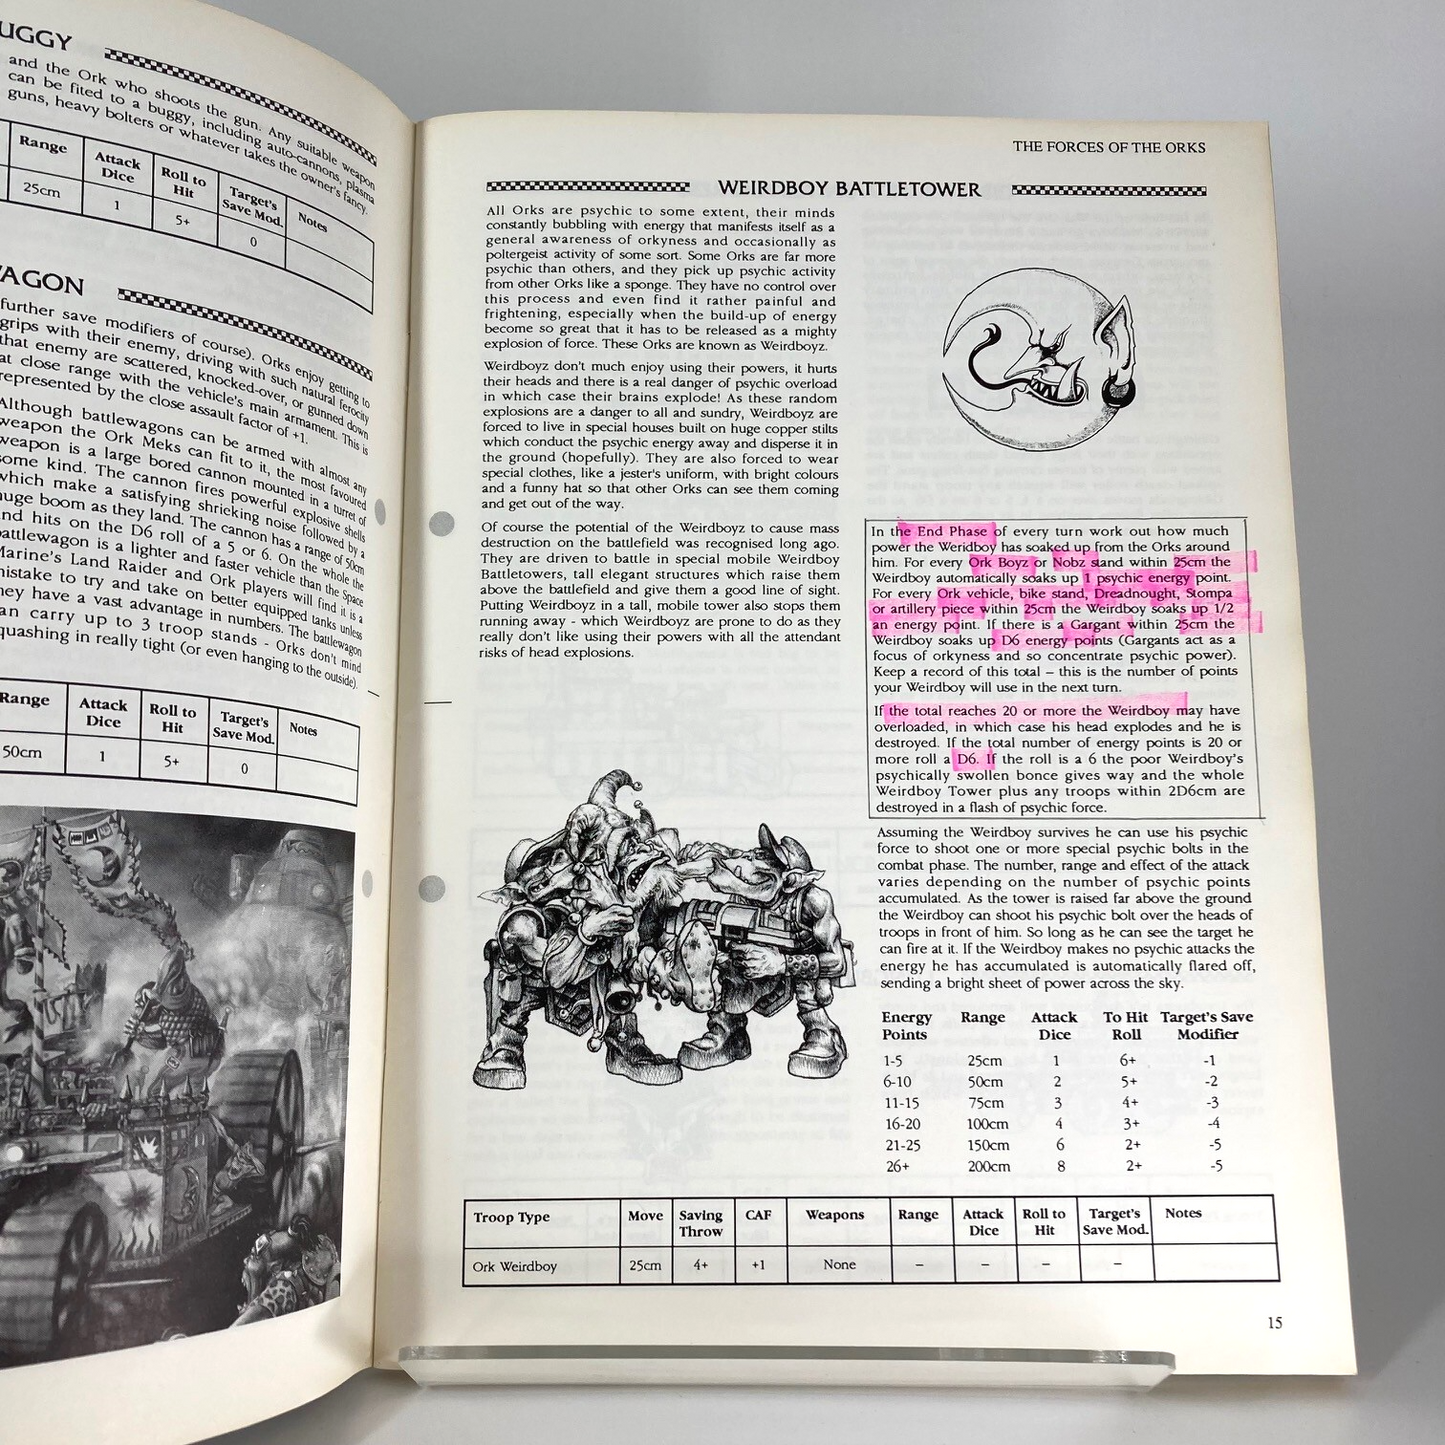 UGGY
and the Ork who shoots the gun. Any suitable weapon
can be fited to a buggy, including auto-cannons, plasma
guns, heavy bolters or whatever takes the owner's fancy.
Range Attack Dice Roll to Hit Target's Save Mod. Notes
25cm 1 5+ 0
AGON
further save modifiers of course). Orks enjoy getting to
grips with their enemy, driving with such natural ferocity
that enemy are scattered, knocked-over, or gunned down
at close range with the vehicle's main armament. This is
represented by the close assault factor of +1.
Although battlewagons can be armed with almost any
weapon the Ork Meks can fit to it, the most favoured
weapon is a large bored cannon mounted in a turret of
some kind. The cannon fires powerful explosive shells
which make a satisfying shricking noise followed by a
huge boom as they land. The cannon has a range of 50cm
and hits on the D6 roll of a 5 or 6. On the whole the
battlewagon is a lighter and faster vehicle than the Space
Marine's Land Raider and Ork players will find it is a
mistake to try and take on better equipped tanks unless
they have a vast advantage in numbers. The battlewagon
can carry up to 3 troop stands - Orks don't mind
squashing in really tight (or even hanging to the outside).
Range Attack Dice Roll to Hit Target's Save Mod. Notes
50cm 1 5+ 0
THE FORCES OF THE ORKS
WEIRDBOY BATTLETOWER
All Orks are psychic to some extent, their minds
constantly bubbling with energy that manifests itself as a
general awareness of orkyness and occasionally as
poltergeist activity of some sort. Some Orks are far more
psychic than others, and they pick up psychic activity
from other Orks like a sponge. They have no control over
this process and even find it rather painful and
frightening, especially when the build-up of energy
become so great that it has to be released as a mighty
explosion of force. These Orks are known as Weirdboyz.
Weirdboyz don't much enjoy using their powers, it hurts
their heads and there is a real danger of psychic overload
in which case their brains explode! As these random
explosions are a danger to all and sundry, Weirdboyz are
forced to live in special houses built on huge copper stilts
which conduct the psychic energy away and disperse it in
the ground (hopefully). They are also forced to wear
special clothes, like a jester's uniform, with bright colours
and a funny hat so that other Orks can see them coming
and get out of the way.
Of course the potential of the Weirdboyz to cause mass
destruction on the battlefield was recognised long ago.
They are driven to battle in special mobile Weirdboy
Battletowers, tall elegant structures which raise them
above the battlefield and give them a good line of sight.
Putting Weirdboyz in a tall, mobile tower also stops them
running away - which Weirdboyz are prone to do as they
really don't like using their powers with all the attendant
risks of head explosions.
In the End Phase of every turn work out how much
power the Weridboy has soaked up from the Orks around
him. For every Ork Boyz or Nobz stand within 25cm the
Weirdboy automatically soaks up 1 psychic energy point.
For every Ork vehicle, bike stand, Dreadnought, Stompa
or artillery piece within 25cm the Weirdboy soaks up 1/2
an energy point. If there is a Gargant within 25cm the
Weirdboy soaks up D6 energy points (Gargants act as a
focus of orkyness and so concentrate psychic power).
Keep a record of this total – this is the number of points
your Weirdboy will use in the next turn.
If the total reaches 20 or more the Weirdboy may have
overloaded, in which case his head explodes and he is
destroyed. If the total number of energy points is 20 or
more roll a D6. If the roll is a 6 the poor Weirdboy's
psychically swollen bonce gives way and the whole
Weirdboy Tower plus any troops within 2D6cm are
destroyed in a flash of psychic force.
Assuming the Weirdboy survives he can use his psychic
force to shoot one or more special psychic bolts in the
combat phase. The number, range and effect of the attack
varies depending on the number of psychic points
accumulated. As the tower is raised far above the ground
the Weirdboy can shoot his psychic bolt over the heads of
troops in front of him. So long as he can see the target he
can fire at it. If the Weirdboy makes no psychic attacks the
energy he has accumulated is automatically flared off,
sending a bright sheet of power across the sky.
Energy Points Range Attack Dice To Hit Roll Target's Save Modifier
1-5 25cm 1 6+ -1
6-10 50cm 2 5+ -2
11-15 75cm 3 4+ -3
16-20 100cm 4 3+ -4
21-25 150cm 6 2+ -5
26+ 200cm 8 2+ -5
Troop Type Move Saving Throw CAF Weapons Range Attack Dice Roll to Hit Target's Save Mod. Notes
Ork Weirdboy 25cm 4+ +1 None – – – –
15